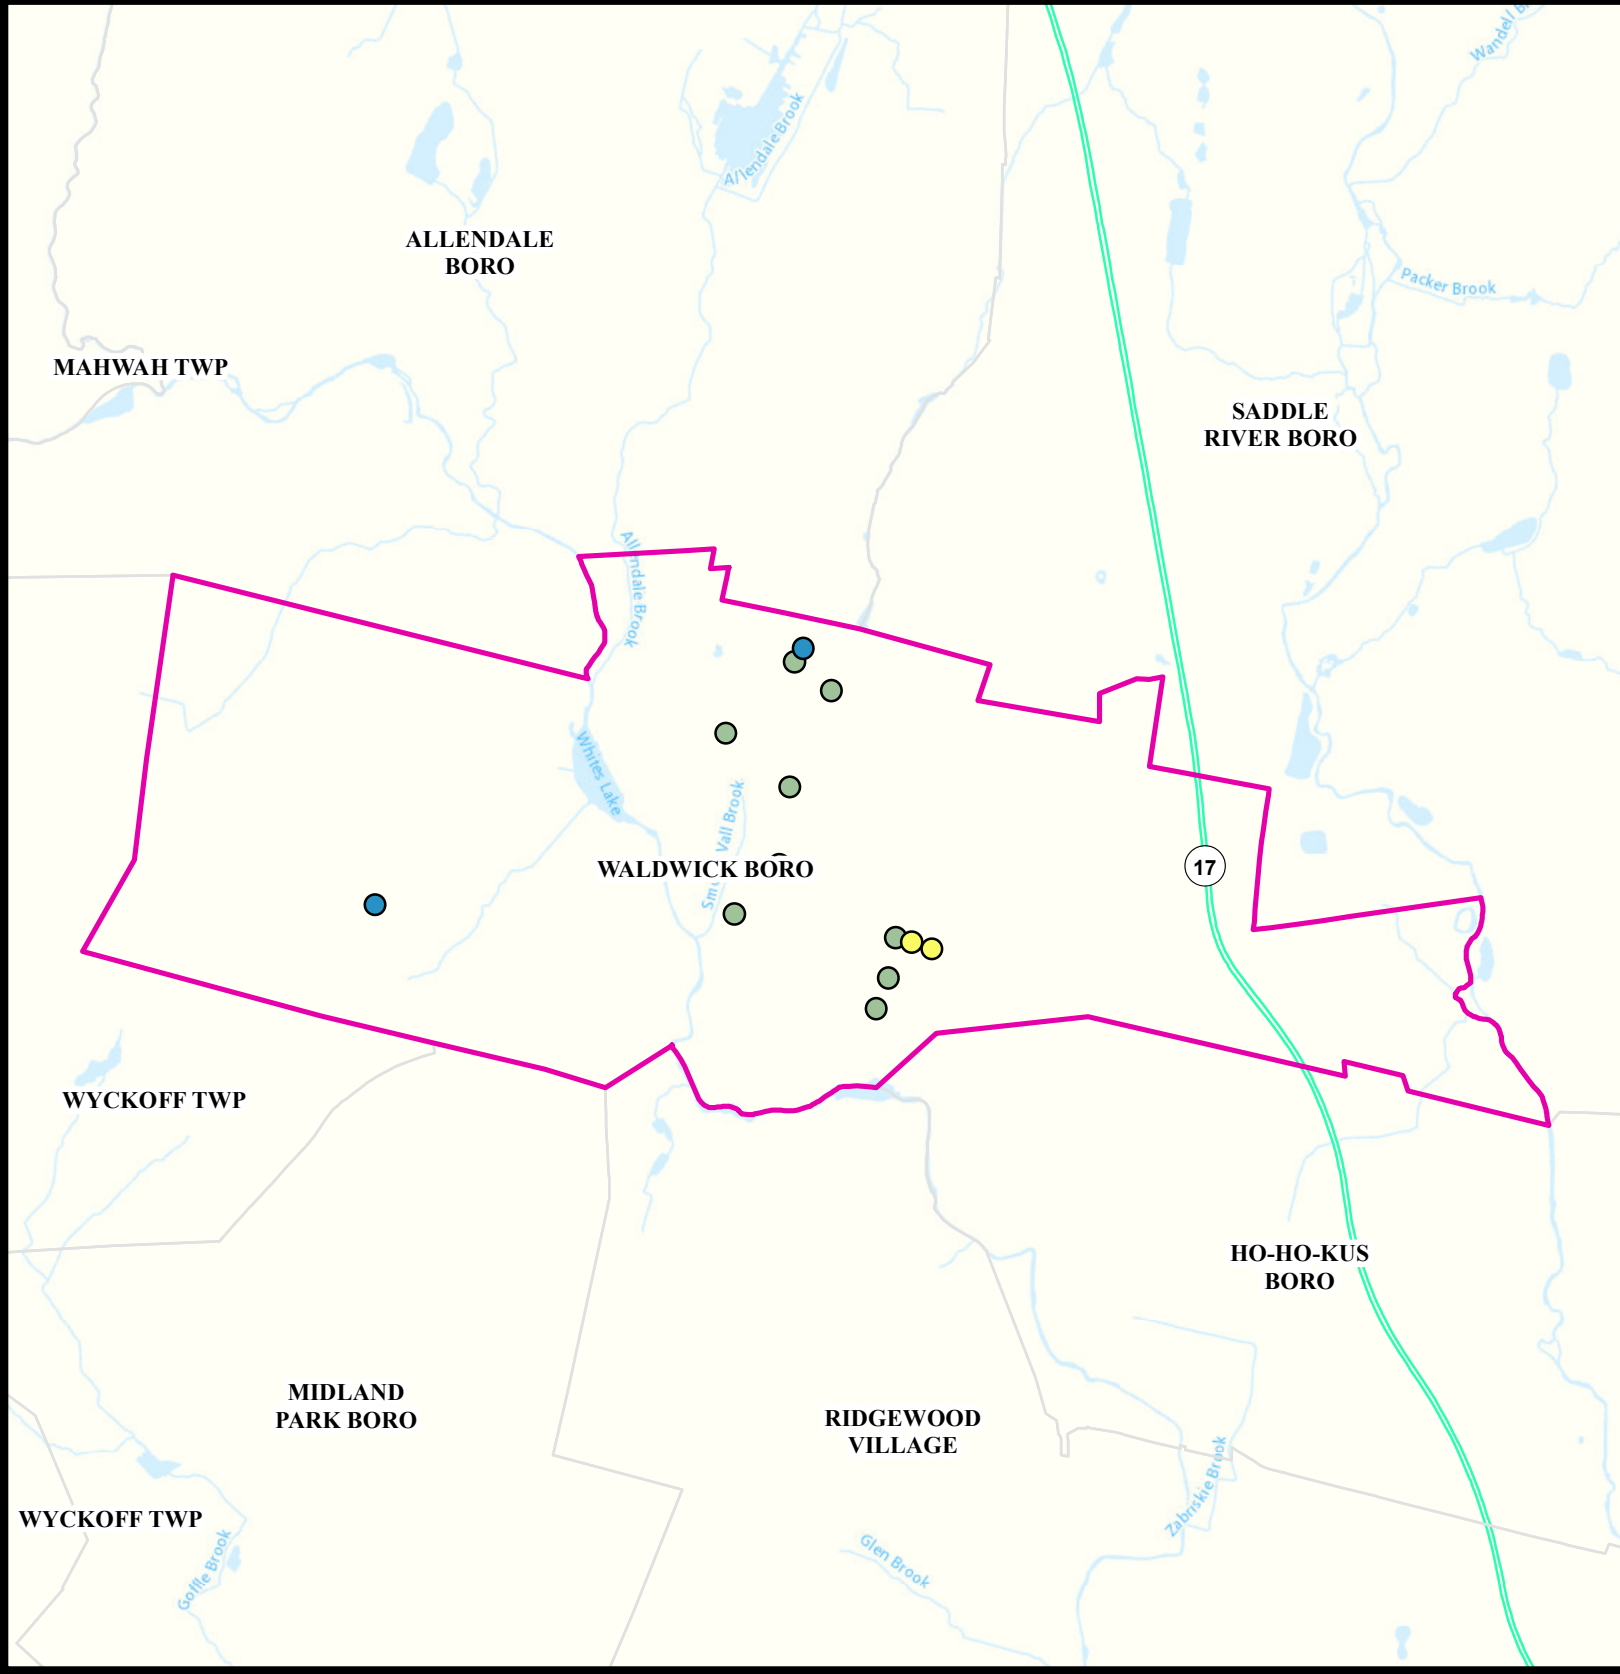 Wandell B
Allendale Brook
ALLENDALE
BORO
Packer Brook
MAHWAH TWP
SADDLE
RIVER BORO
Brook
Whites Lake
Vall Brook
WALDWICK BORO
17
WYCKOFF TWP
HO-HO-KUS
BORO
MIDLAND
PARK BORO
RIDGEWOOD
VILLAGE
Zabriskie Brook
WYCKOFF TWP
Goffle Brook
Glen Brook